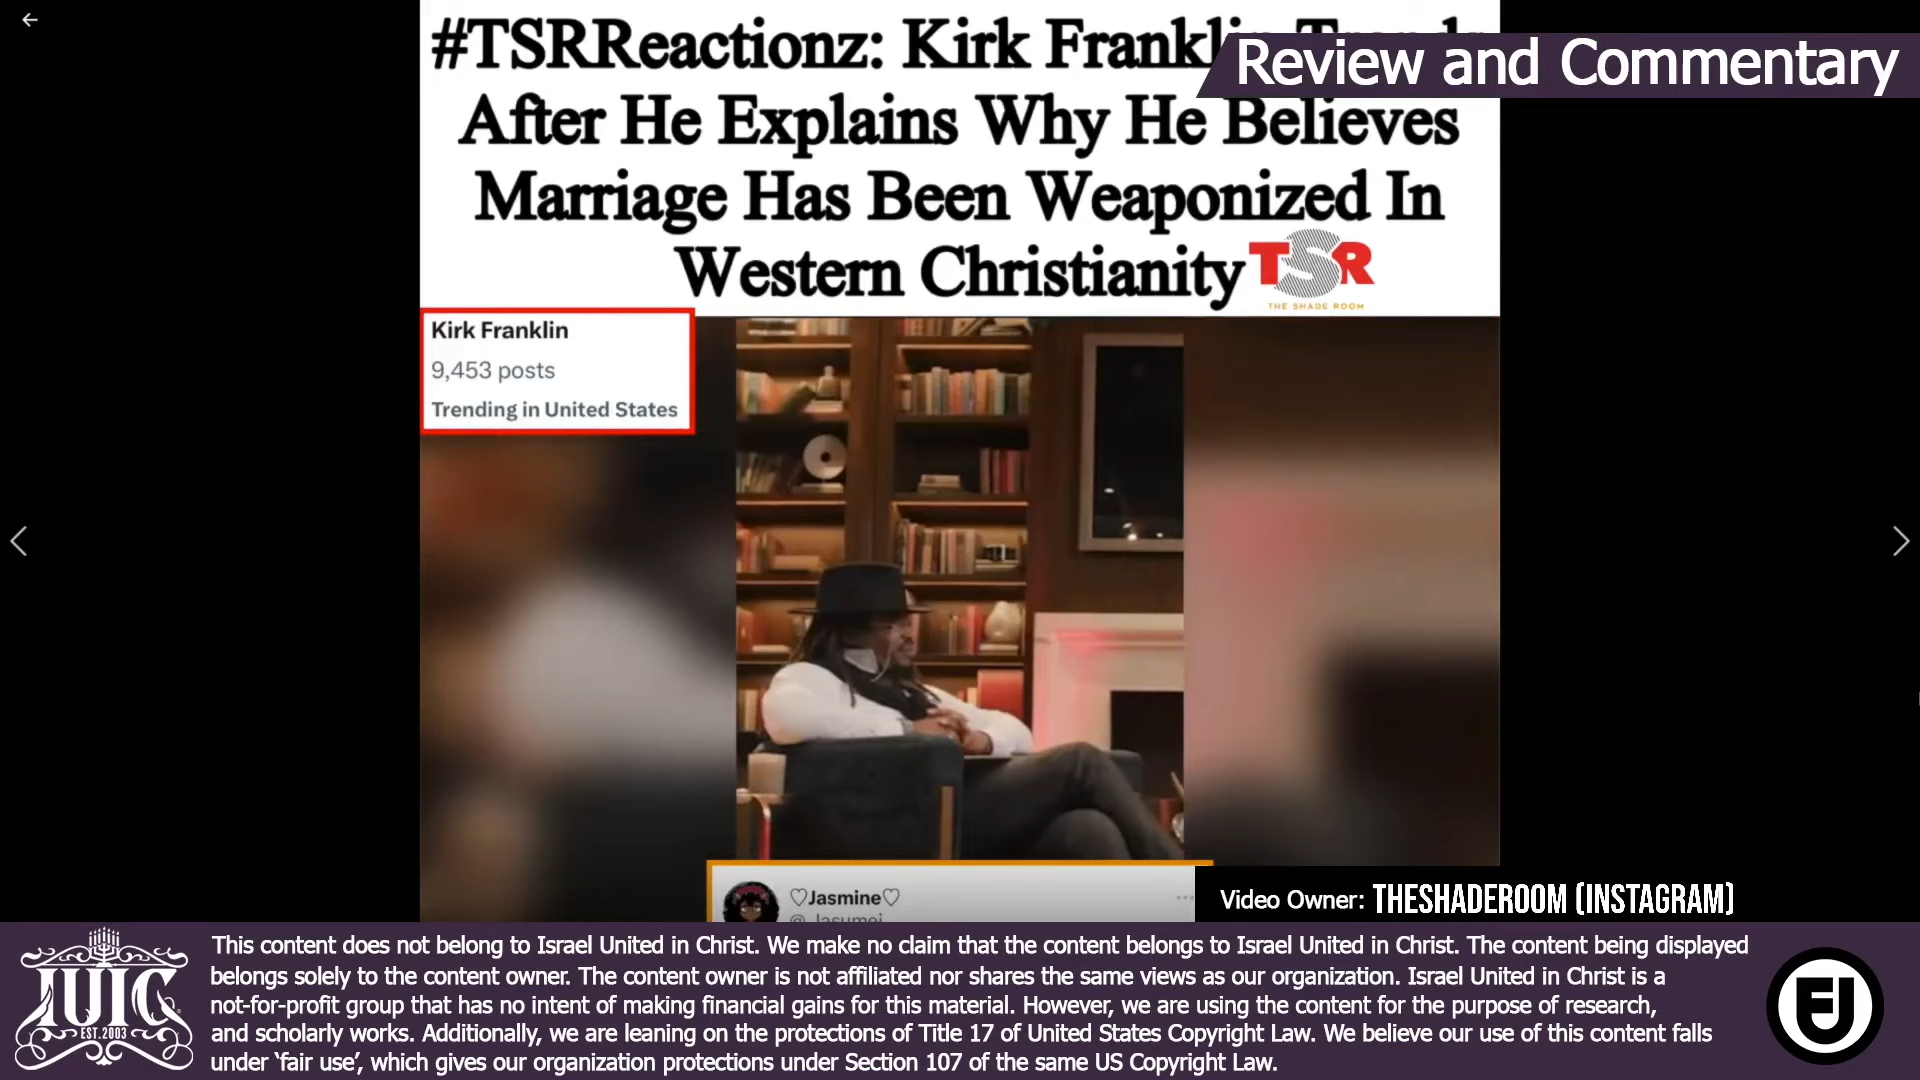 #TSRReactionz: Kirk Franklin Trends
Review and Commentary
After He Explains Why He Believes
Marriage Has Been Weaponized In
Western Christianity
TSR
THE SHADE ROOM
Kirk Franklin
9,453 posts
Trending in United States
♡Jasmine♡
@Jasumei
Video Owner: THESHADEROOM (INSTAGRAM)
This content does not belong to Israel United in Christ. We make no claim that the content belongs to Israel United in Christ. The content being displayed
belongs solely to the content owner. The content owner is not affiliated nor shares the same views as our organization. Israel United in Christ is a
not-for-profit group that has no intent of making financial gains for this material. However, we are using the content for the purpose of research,
and scholarly works. Additionally, we are leaning on the protections of Title 17 of United States Copyright Law. We believe our use of this content falls
under ‘fair use’, which gives our organization protections under Section 107 of the same US Copyright Law.
IUIC
EST.2003